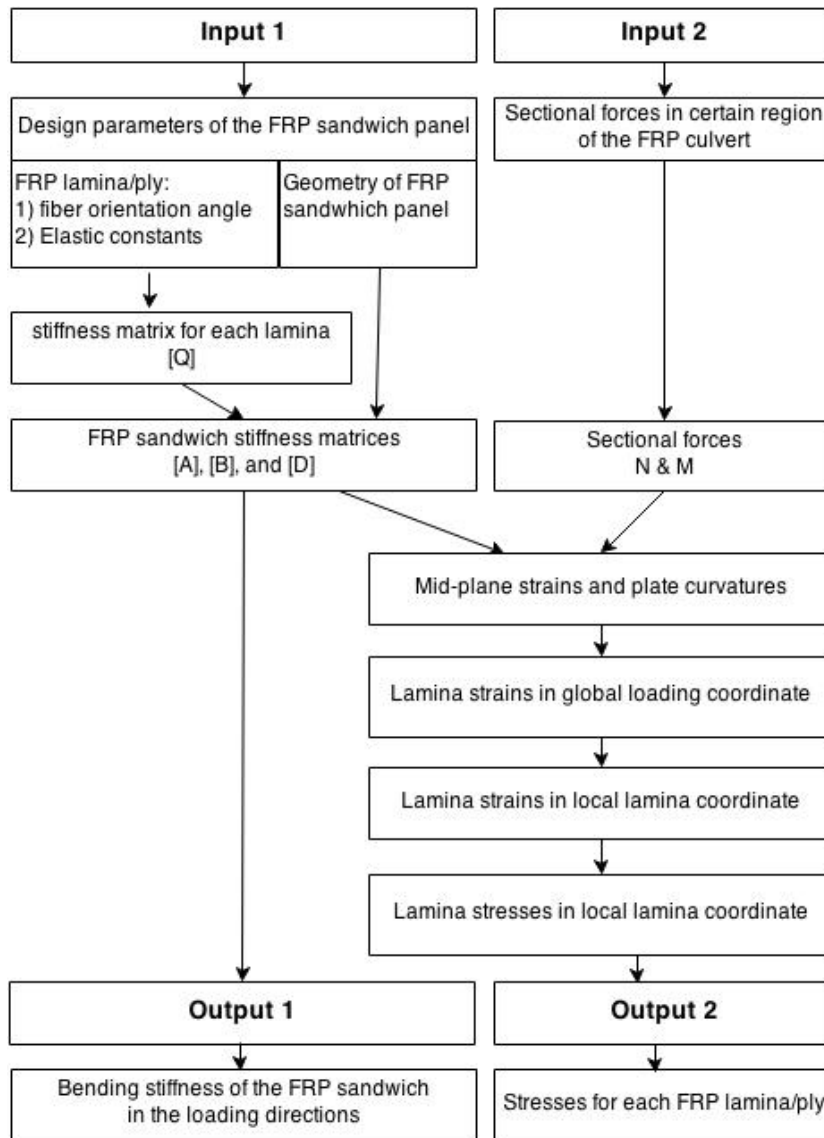 Input 1
Input 2
Design parameters of the FRP sandwich panel
Sectional forces in certain region
of the FRP culvert
FRP lamina/ply:
1) fiber orientation angle
2) Elastic constants
Geometry of FRP
sandwhich panel
stiffness matrix for each lamina
[Q]
FRP sandwich stiffness matrices
[A], [B], and [D]
Sectional forces
N & M
Mid-plane strains and plate curvatures
Lamina strains in global loading coordinate
Lamina strains in local lamina coordinate
Lamina stresses in local lamina coordinate
Output 1
Output 2
Bending stiffness of the FRP sandwich
in the loading directions
Stresses for each FRP lamina/ply